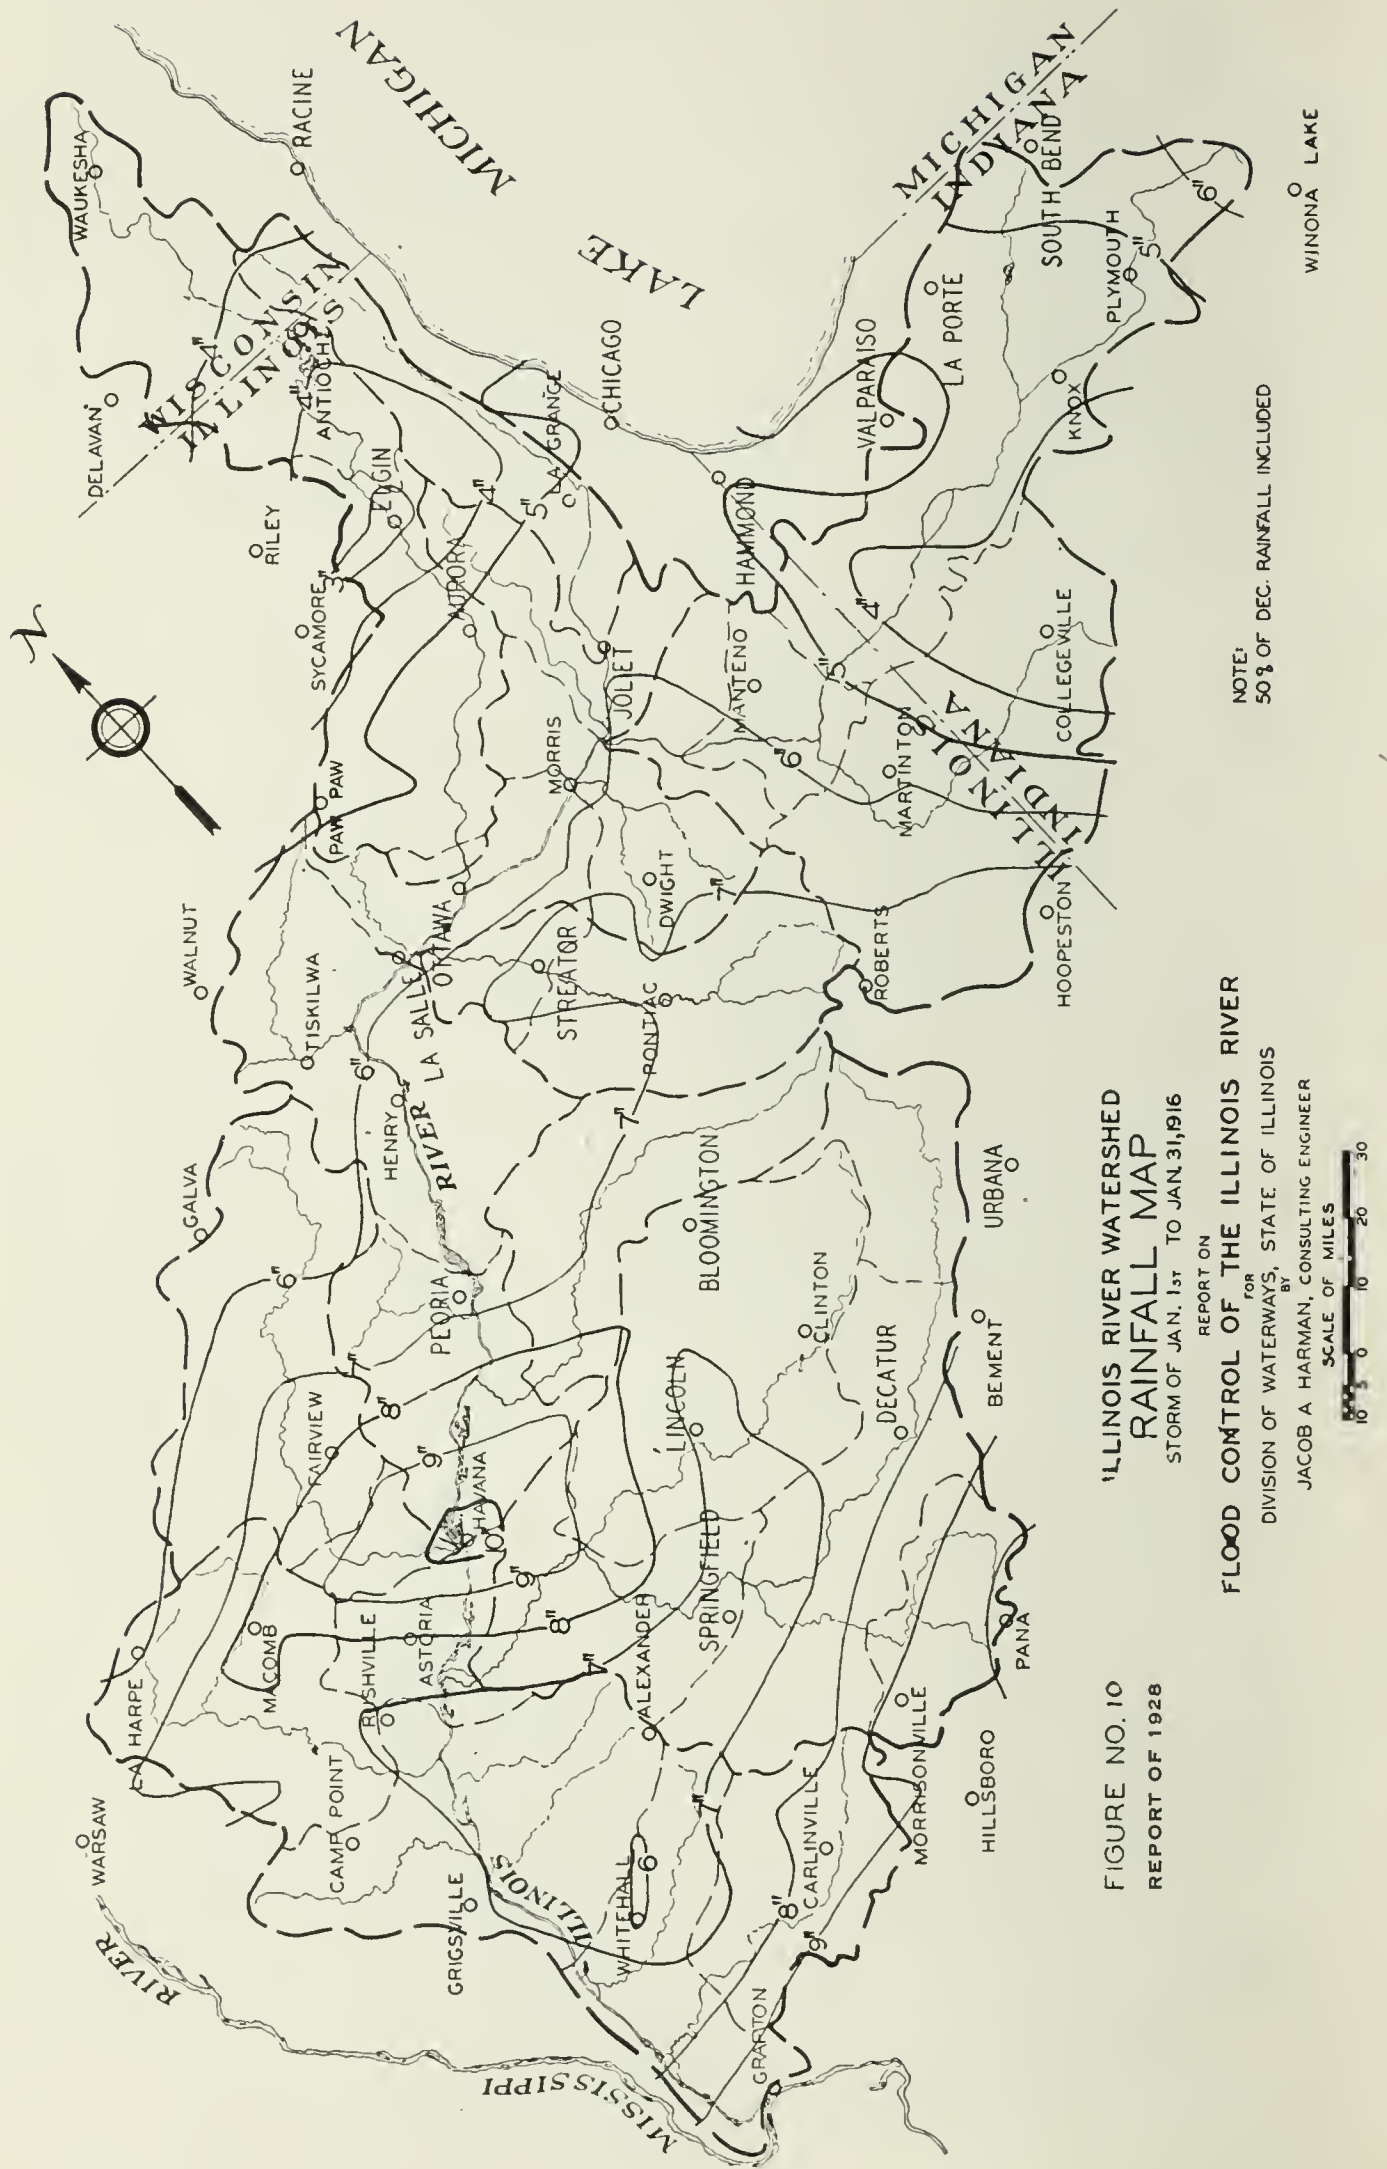 WARSAW
LA HARPE
MACOMB
CAMP POINT
RUSHVILLE
ASTORIA
GRIGSVILLE
WHITEHALL
ALEXANDER
SPRINGFIELD
CARLINVILLE
MORRISONVILLE
HILLSBORO
PANA
GRAFTON
MISSISSIPPI
RIVER
ILLINOIS
RIVER
GALVA
FAIRVIEW
HAVANA
PEORIA
LINCOLN
DECATUR
CLINTON
BEMENT
BLOOMINGTON
URBANA
WALNUT
TISKILWA
HENRY
LA SALLE
OTTAWA
STREATOR
PONTIAC
DWIGHT
ROBERTS
HOOPESTON
PAW PAW
SYCAMORE
RILEY
MORRIS
JOLIET
AURORA
ELGIN
MANTENO
MARTINTON
COLLEGEVILLE
ILLINOIS
INDIANA
DELAVAN
WAUKESHA
RACINE
WISCONSIN
ILLINOIS
ANTIOCH
LA GRANGE
CHICAGO
HAMMOND
VALPARAISO
LA PORTE
KNOX
PLYMOUTH
SOUTH BEND
MICHIGAN
INDIANA
LAKE
MICHIGAN
WINONA LAKE
6"
6"
7"
7"
8"
9"
10"
9"
8"
7"
7"
6"
8"
9"
7"
6"
5"
4"
3"
4"
5"
4"
4"
5"
6"
N
NOTE:
50% OF DEC. RAINFALL INCLUDED
ILLINOIS RIVER WATERSHED
RAINFALL MAP
STORM OF JAN. 1ST TO JAN. 31, 1916
REPORT ON
FLOOD CONTROL OF THE ILLINOIS RIVER
FOR
DIVISION OF WATERWAYS, STATE OF ILLINOIS
BY
JACOB A HARMAN, CONSULTING ENGINEER
SCALE OF MILES
10 5 0 10 20 30
FIGURE NO. 10
REPORT OF 1928